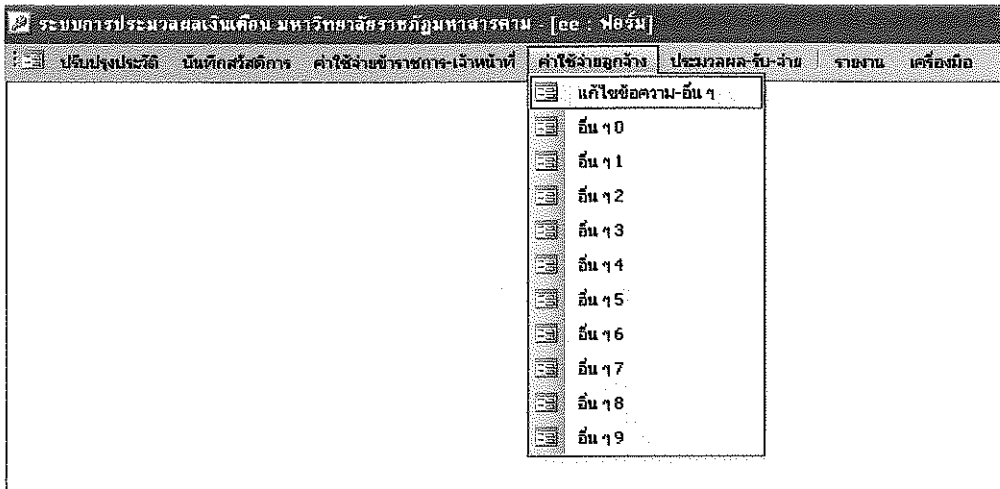 ระบบการประมวลผลเงินเดือน มหาวิทยาลัยราชภัฏมหาสารคาม - [ee : ฟอร์ม]
ปรับปรุงประวัติ บันทึกสวัสดิการ ค่าใช้จ่ายข้าราชการ-เจ้าหน้าที่ ค่าใช้จ่ายลูกจ้าง ประมวลผล-รับ-จ่าย รายงาน เครื่องมือ
แก้ไขข้อความ-อื่น ๆ
อื่น ๆ 0
อื่น ๆ 1
อื่น ๆ 2
อื่น ๆ 3
อื่น ๆ 4
อื่น ๆ 5
อื่น ๆ 6
อื่น ๆ 7
อื่น ๆ 8
อื่น ๆ 9